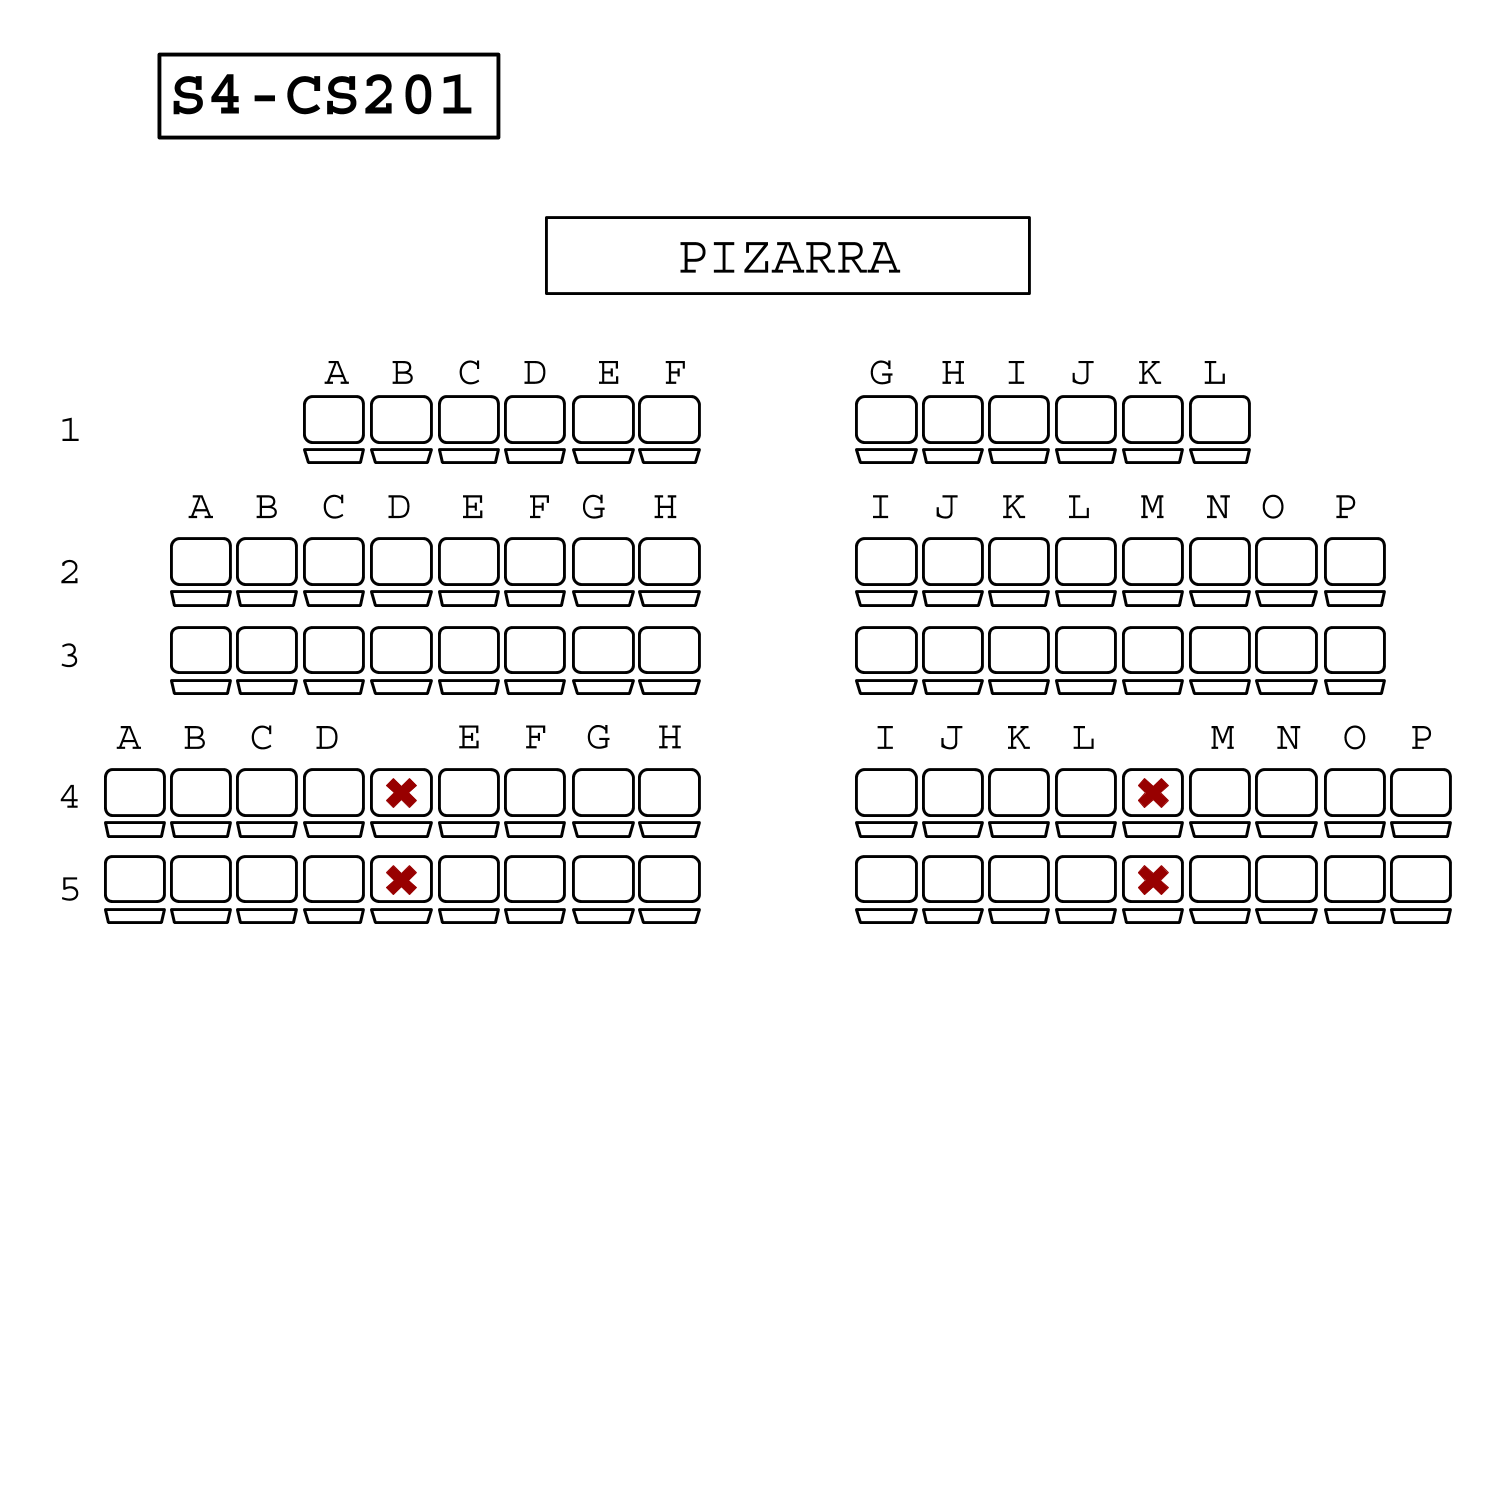 S4-CS201
PIZARRA
A B C D E F G H I J K L
1
A B C D E F G H I J K L M N O P
2
3
A B C D E F G H I J K L M N O P
4
5